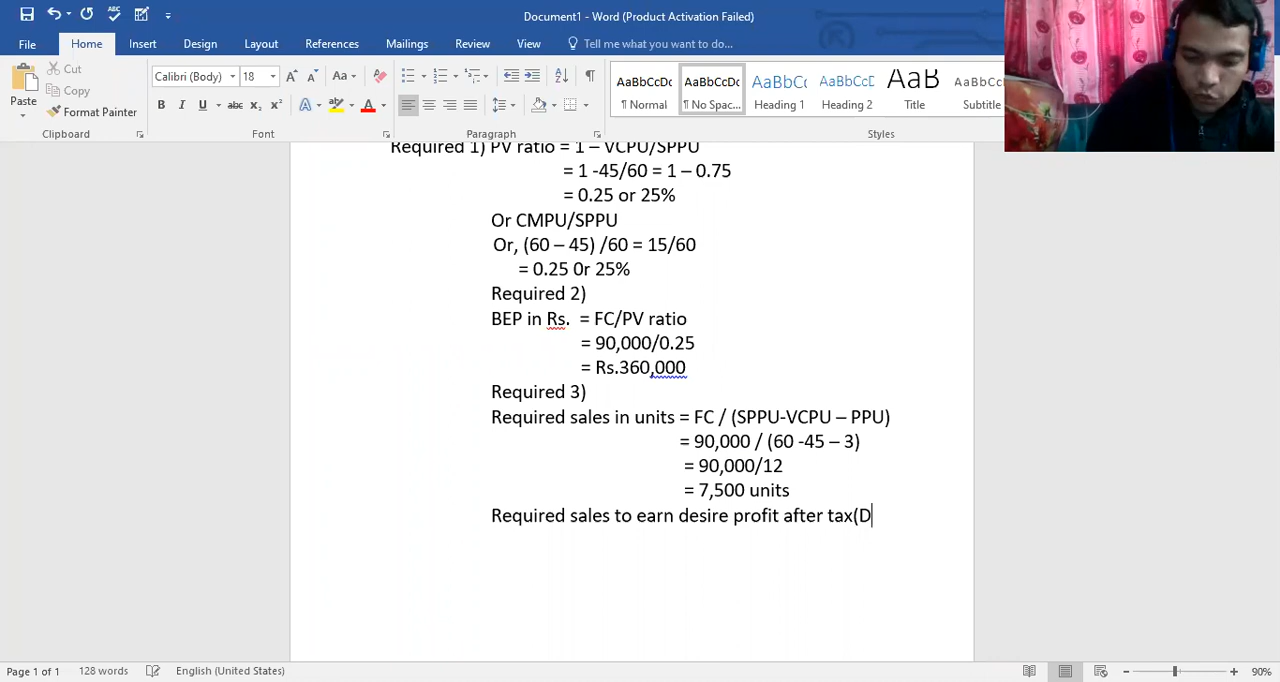 Document1 - Word (Product Activation Failed)
File Home Insert Design Layout References Mailings Review View Tell me what you want to do...
Paste
Cut
Copy
Format Painter
Calibri (Body) 18
AaBbCcDc AaBbCcDc AaBbCc AaBbCcD AaB AaBbCcD
¶ Normal ¶ No Spac... Heading 1 Heading 2 Title Subtitle
Clipboard Font Paragraph Styles
Required 1) PV ratio = 1 – VCPU/SPPU
= 1 -45/60 = 1 – 0.75
= 0.25 or 25%
Or CMPU/SPPU
Or, (60 – 45) /60 = 15/60
= 0.25 0r 25%
Required 2)
BEP in Rs. = FC/PV ratio
= 90,000/0.25
= Rs.360,000
Required 3)
Required sales in units = FC / (SPPU-VCPU – PPU)
= 90,000 / (60 -45 – 3)
= 90,000/12
= 7,500 units
Required sales to earn desire profit after tax(D
Page 1 of 1 128 words English (United States) 90%